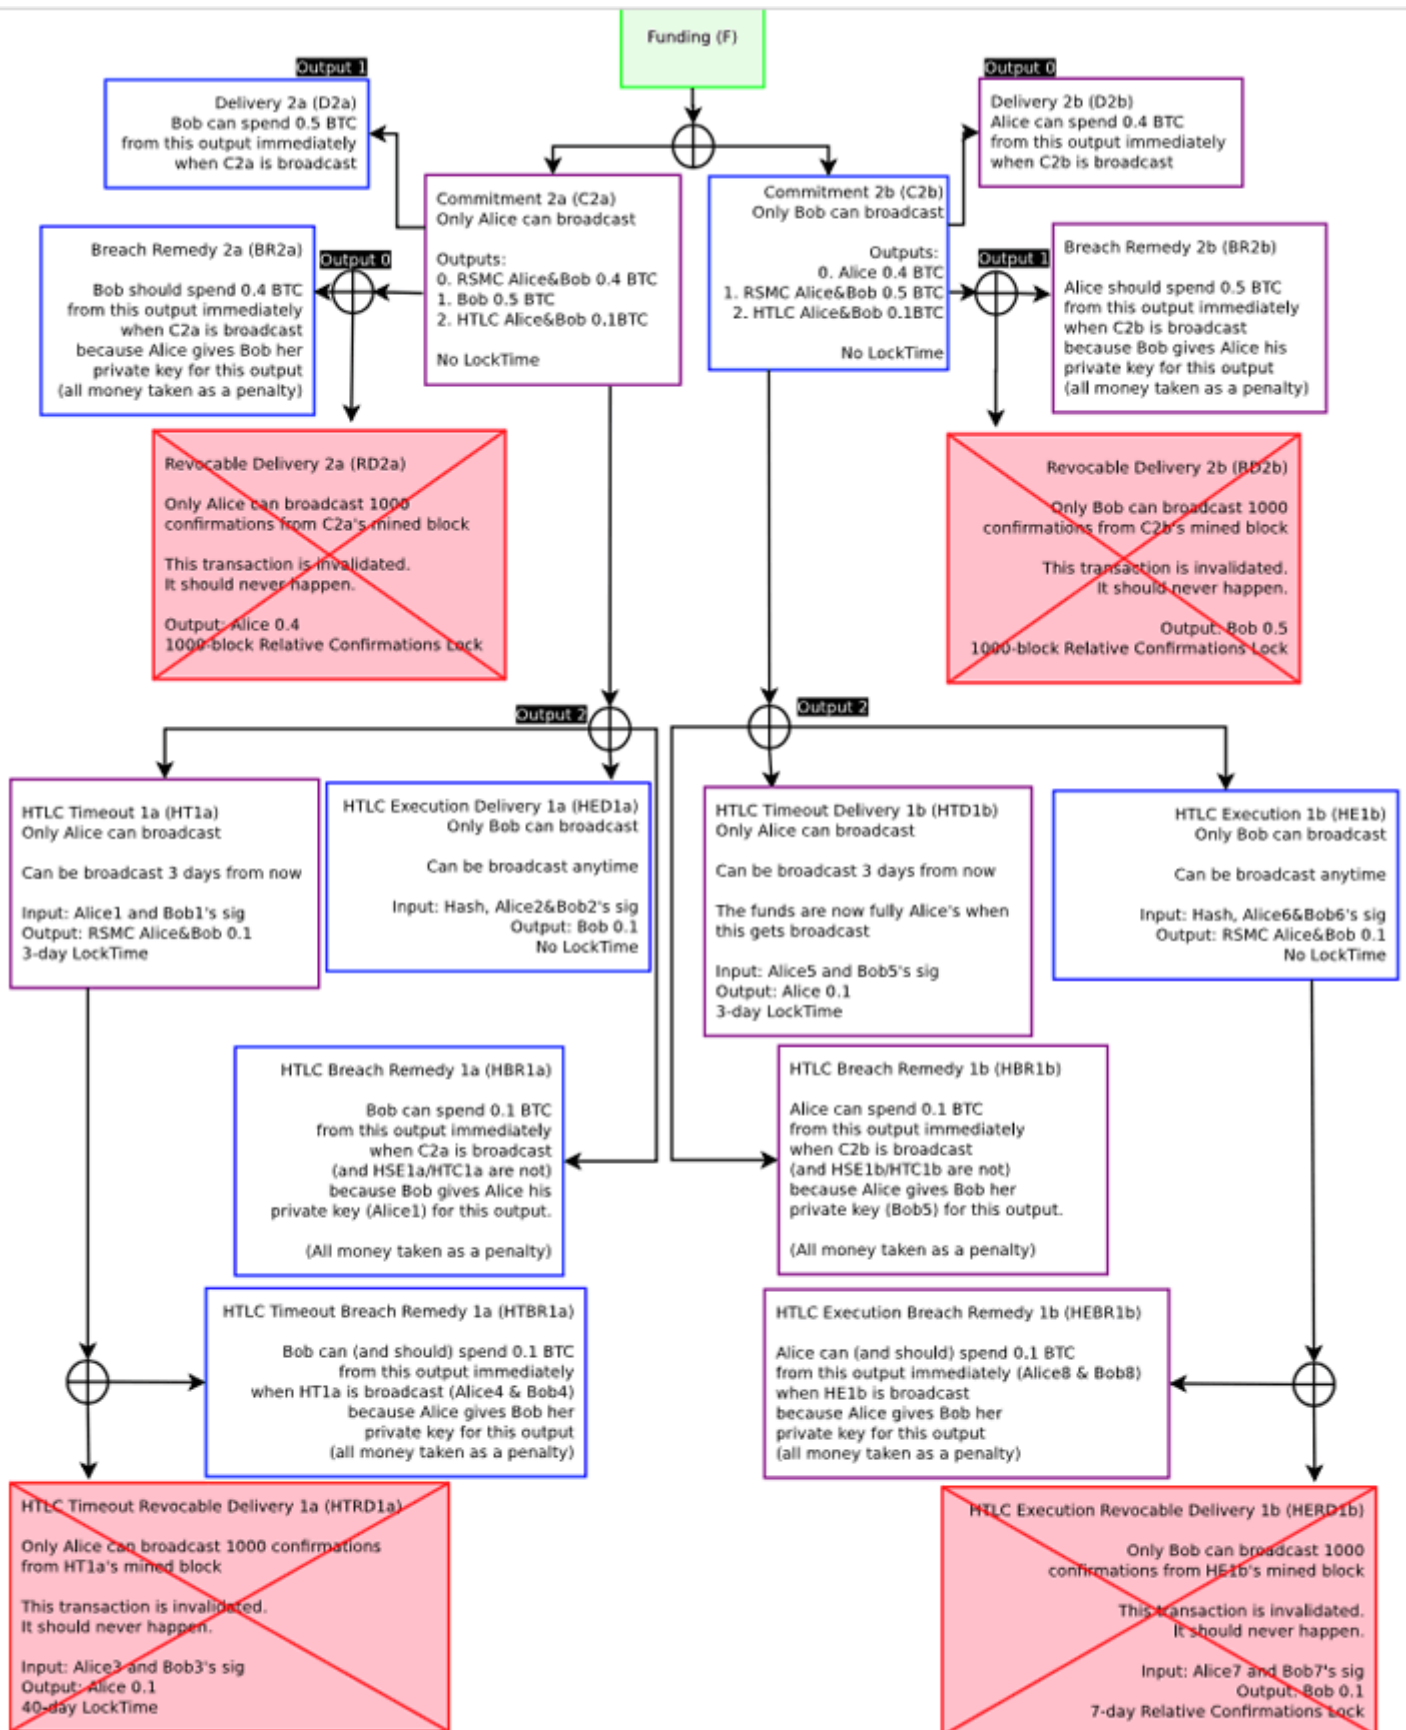 Funding (F)
Output 1
Delivery 2a (D2a)
Bob can spend 0.5 BTC
from this output immediately
when C2a is broadcast
Output 0
Delivery 2b (D2b)
Alice can spend 0.4 BTC
from this output immediately
when C2b is broadcast
Commitment 2a (C2a)
Only Alice can broadcast
Outputs:
0. RSMC Alice&Bob 0.4 BTC
1. Bob 0.5 BTC
2. HTLC Alice&Bob 0.1BTC
No LockTime
Commitment 2b (C2b)
Only Bob can broadcast
Outputs:
0. Alice 0.4 BTC
1. RSMC Alice&Bob 0.5 BTC
2. HTLC Alice&Bob 0.1BTC
No LockTime
Breach Remedy 2a (BR2a)
Bob should spend 0.4 BTC
from this output immediately
when C2a is broadcast
because Alice gives Bob her
private key for this output
(all money taken as a penalty)
Output 0
Output 1
Breach Remedy 2b (BR2b)
Alice should spend 0.5 BTC
from this output immediately
when C2b is broadcast
because Bob gives Alice his
private key for this output
(all money taken as a penalty)
Revocable Delivery 2a (RD2a)
Only Alice can broadcast 1000
confirmations from C2a's mined block
This transaction is invalidated.
It should never happen.
Output: Alice 0.4
1000-block Relative Confirmations Lock
Revocable Delivery 2b (RD2b)
Only Bob can broadcast 1000
confirmations from C2b's mined block
This transaction is invalidated.
It should never happen.
Output: Bob 0.5
1000-block Relative Confirmations Lock
Output 2
Output 2
HTLC Timeout 1a (HT1a)
Only Alice can broadcast
Can be broadcast 3 days from now
Input: Alice1 and Bob1's sig
Output: RSMC Alice&Bob 0.1
3-day LockTime
HTLC Execution Delivery 1a (HED1a)
Only Bob can broadcast
Can be broadcast anytime
Input: Hash, Alice2&Bob2's sig
Output: Bob 0.1
No LockTime
HTLC Timeout Delivery 1b (HTD1b)
Only Alice can broadcast
Can be broadcast 3 days from now
The funds are now fully Alice's when
this gets broadcast
Input: Alice5 and Bob5's sig
Output: Alice 0.1
3-day LockTime
HTLC Execution 1b (HE1b)
Only Bob can broadcast
Can be broadcast anytime
Input: Hash, Alice6&Bob6's sig
Output: RSMC Alice&Bob 0.1
No LockTime
HTLC Breach Remedy 1a (HBR1a)
Bob can spend 0.1 BTC
from this output immediately
when C2a is broadcast
(and HSE1a/HTC1a are not)
because Bob gives Alice his
private key (Alice1) for this output.
(All money taken as a penalty)
HTLC Breach Remedy 1b (HBR1b)
Alice can spend 0.1 BTC
from this output immediately
when C2b is broadcast
(and HSE1b/HTC1b are not)
because Alice gives Bob her
private key (Bob5) for this output.
(All money taken as a penalty)
HTLC Timeout Breach Remedy 1a (HTBR1a)
Bob can (and should) spend 0.1 BTC
from this output immediately
when HT1a is broadcast (Alice4 & Bob4)
because Alice gives Bob her
private key for this output
(all money taken as a penalty)
HTLC Execution Breach Remedy 1b (HEBR1b)
Alice can (and should) spend 0.1 BTC
from this output immediately (Alice8 & Bob8)
when HE1b is broadcast
because Alice gives Bob her
private key for this output
(all money taken as a penalty)
HTLC Timeout Revocable Delivery 1a (HTRD1a)
Only Alice can broadcast 1000 confirmations
from HT1a's mined block
This transaction is invalidated.
It should never happen.
Input: Alice3 and Bob3's sig
Output: Alice 0.1
40-day LockTime
HTLC Execution Revocable Delivery 1b (HERD1b)
Only Bob can broadcast 1000
confirmations from HE1b's mined block
This transaction is invalidated.
It should never happen.
Input: Alice7 and Bob7's sig
Output: Bob 0.1
7-day Relative Confirmations Lock